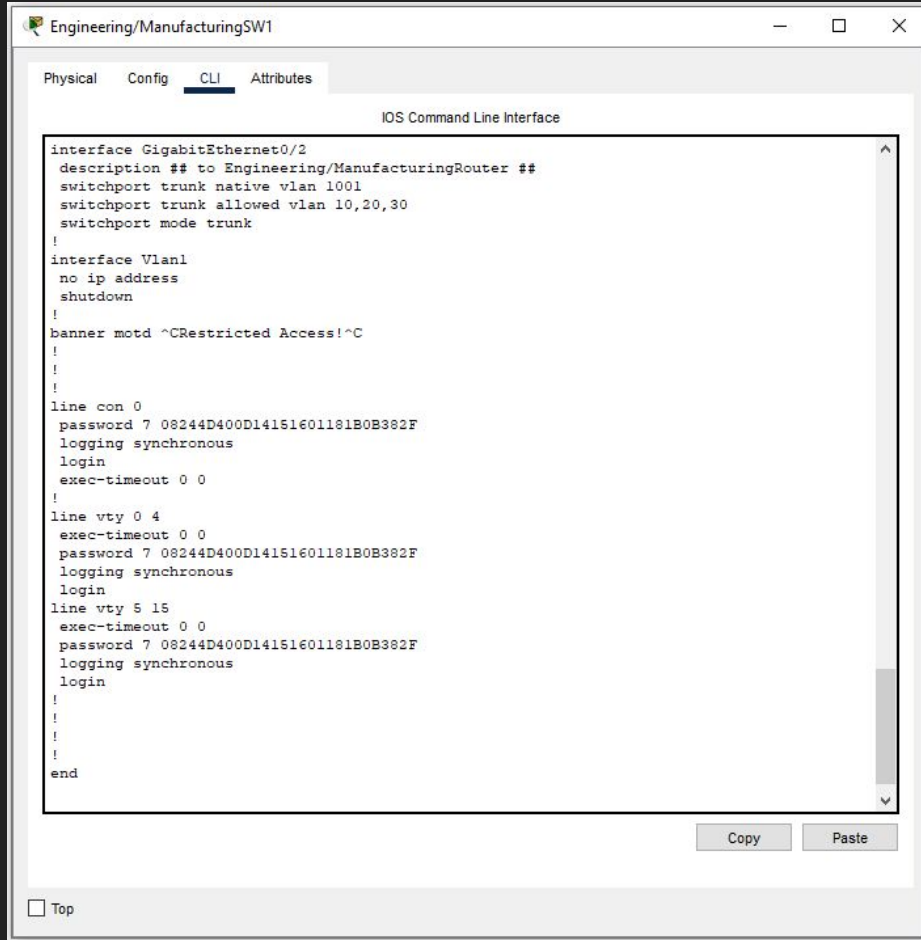 Engineering/ManufacturingSW1
Physical Config CLI Attributes
IOS Command Line Interface
interface GigabitEthernet0/2
description ## to Engineering/ManufacturingRouter ##
switchport trunk native vlan 1001
switchport trunk allowed vlan 10,20,30
switchport mode trunk
!
interface Vlan1
no ip address
shutdown
!
banner motd ^CRestricted Access!^C
!
!
!
line con 0
password 7 08244D400D14151601181B0B382F
logging synchronous
login
exec-timeout 0 0
!
line vty 0 4
exec-timeout 0 0
password 7 08244D400D14151601181B0B382F
logging synchronous
login
line vty 5 15
exec-timeout 0 0
password 7 08244D400D14151601181B0B382F
logging synchronous
login
!
!
!
!
end
Copy Paste
Top